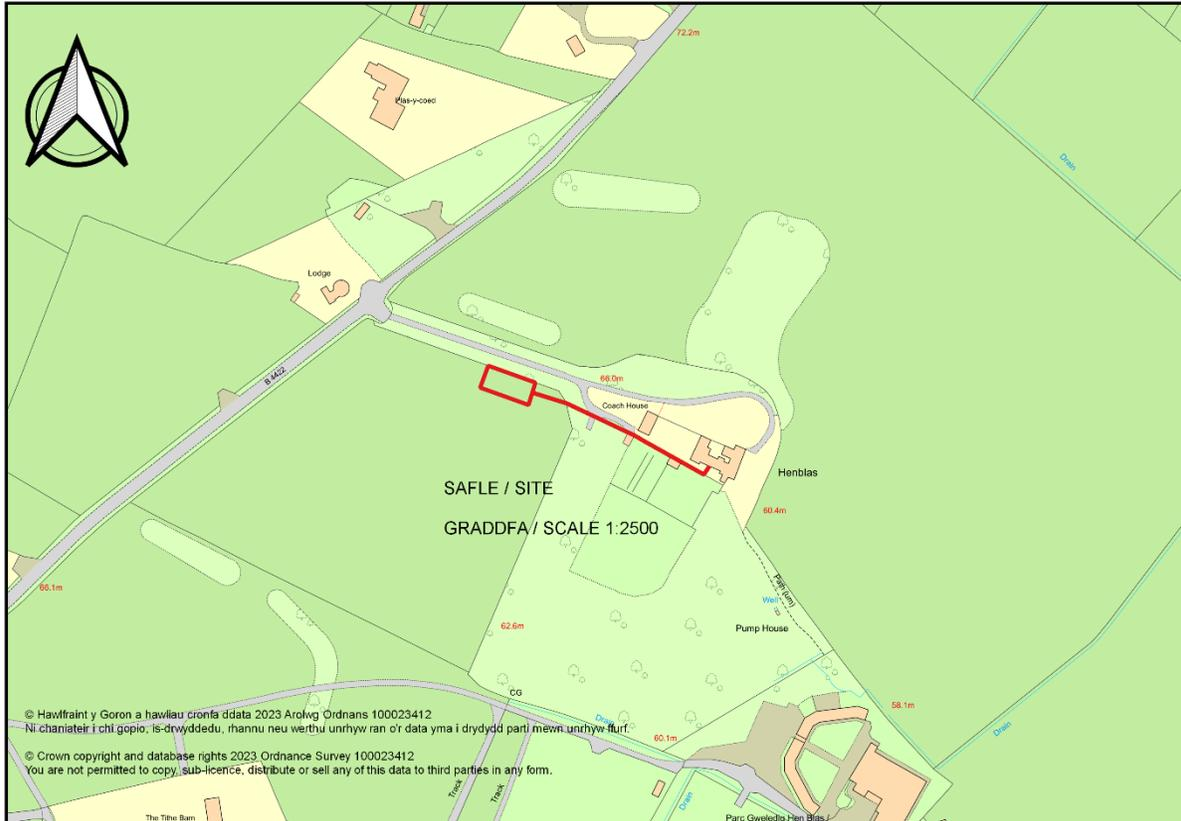 72.2m
Plas-y-coed
Drain
Lodge
B 4422
66.0m
Coach House
Henblas
SAFLE / SITE
60.4m
GRADDFA / SCALE 1:2500
66.1m
Path (um)
Well
62.6m
Pump House
CG
58.1m
© Hawlfraint y Goron a hawliau cronfa ddata 2023 Arolwg Ordnans 100023412
Ni chaniateir i chi gopio, is-drwyddedu, rhannu neu werthu unrhyw ran o'r data yma i drydydd parti mewn unrhyw ffurf.
Drain
Drain
60.1m
© Crown copyright and database rights 2023 Ordnance Survey 100023412
You are not permitted to copy, sub-licence, distribute or sell any of this data to third parties in any form.
Track
Track
Drain
The Tithe Barn
Parc Gweledig Hen Blas /